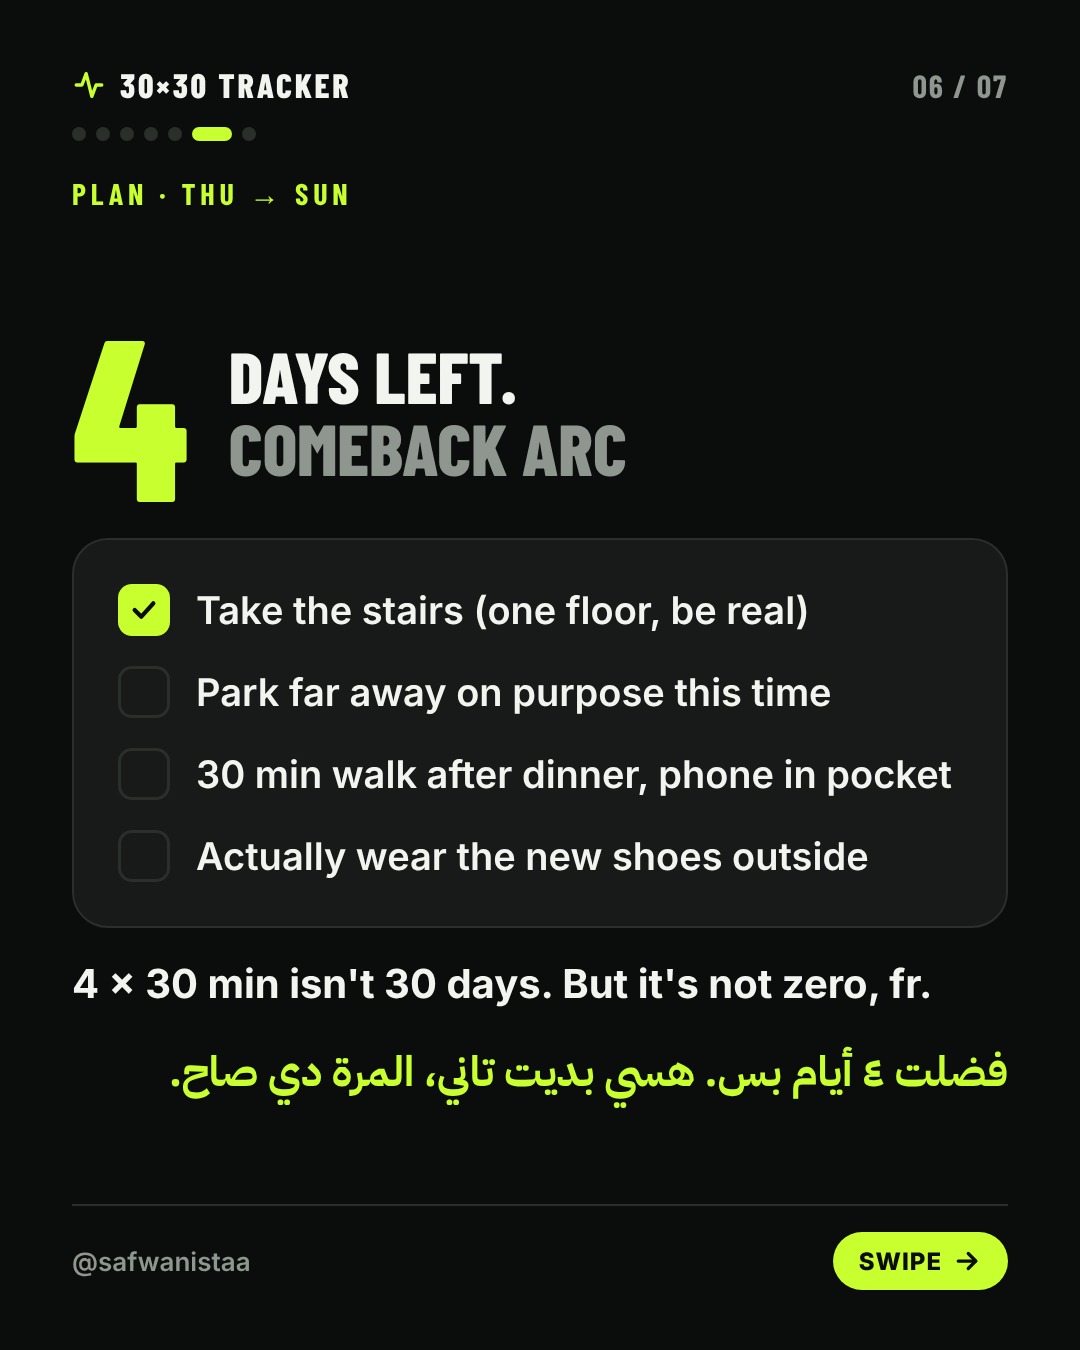 30×30 TRACKER
06 / 07
PLAN · THU → SUN
4
DAYS LEFT.
COMEBACK ARC
Take the stairs (one floor, be real)
Park far away on purpose this time
30 min walk after dinner, phone in pocket
Actually wear the new shoes outside
4 × 30 min isn't 30 days. But it's not zero, fr.
فضلت ٤ أيام بس. هسي بديت تاني، المرة دي صاح.
@safwanistaa
SWIPE →